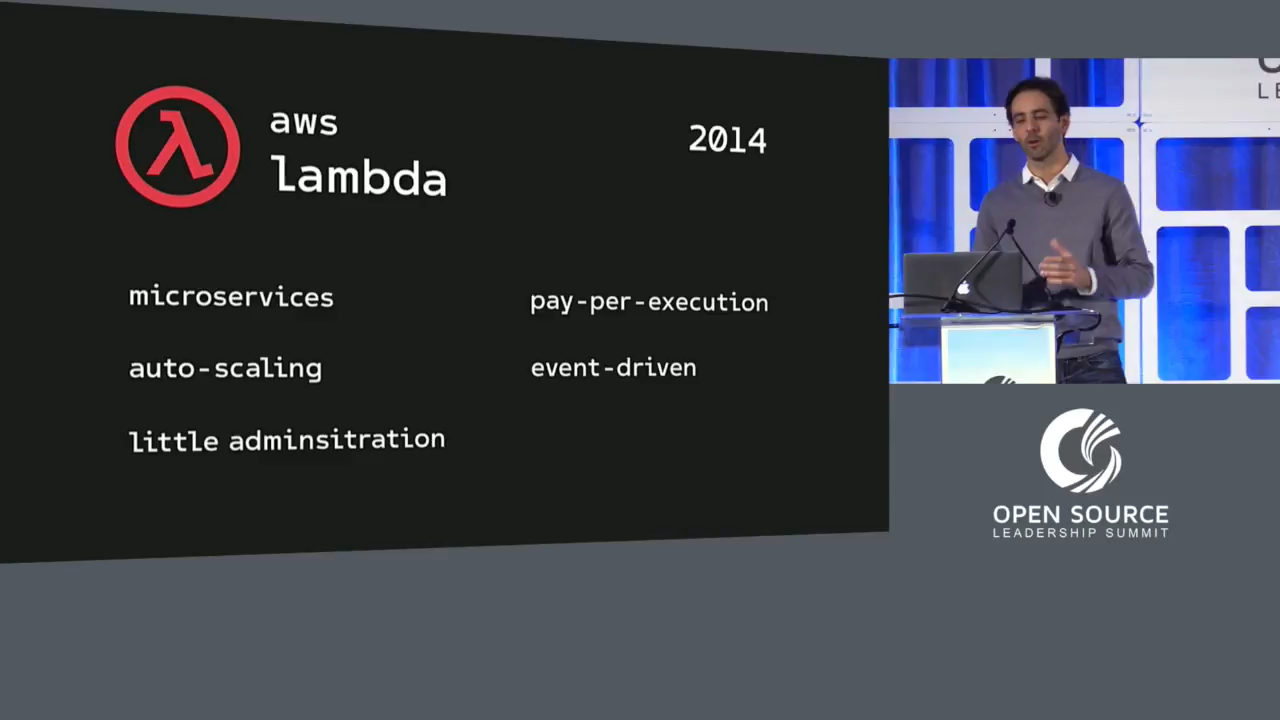 aws
lambda
2014
microservices
pay-per-execution
auto-scaling
event-driven
little adminsitration
OPEN SOURCE
LEADERSHIP SUMMIT